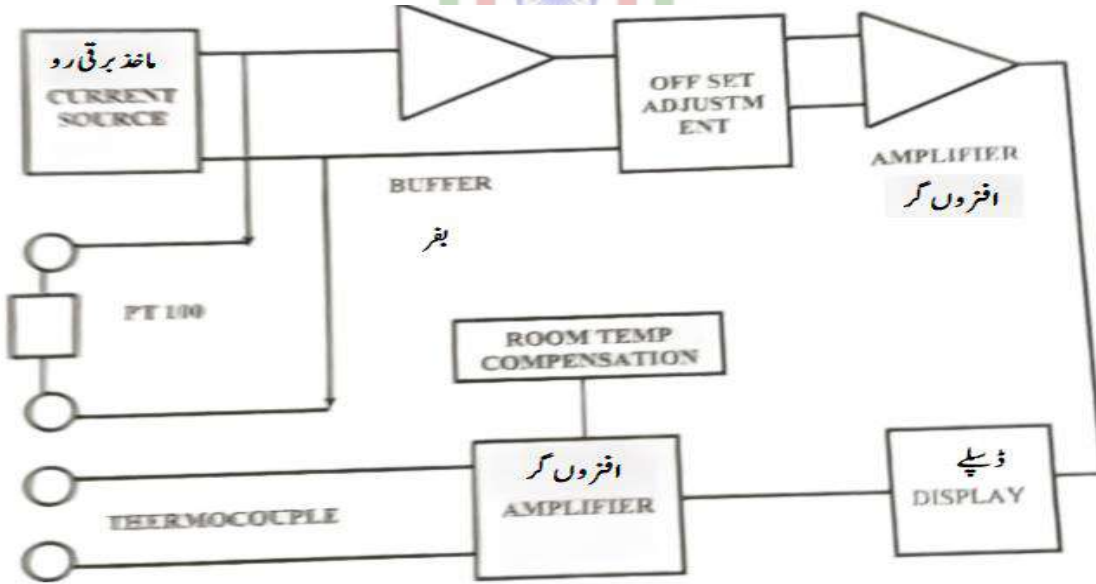 ماخذ برقی رو
CURRENT
SOURCE
OFF SET
ADJUSTM
ENT
BUFFER
بفر
AMPLIFIER
افزوں گر
PT 100
ROOM TEMP
COMPENSATION
THERMOCOUPLE
افزوں گر
AMPLIFIER
ڈسپلے
DISPLAY